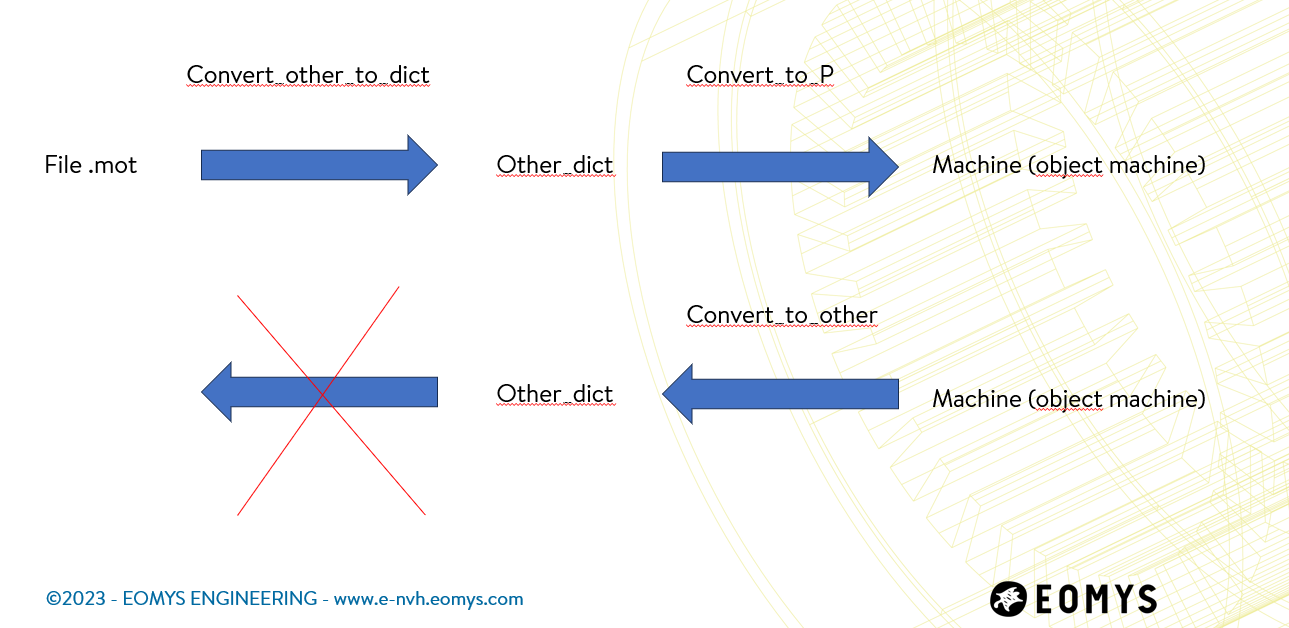 Convert_other_to_dict
Convert_to_P
File .mot
Other_dict
Machine (object machine)
Convert_to_other
Other_dict
Machine (object machine)
©2023 - EOMYS ENGINEERING - www.e-nvh.eomys.com
EOMYS